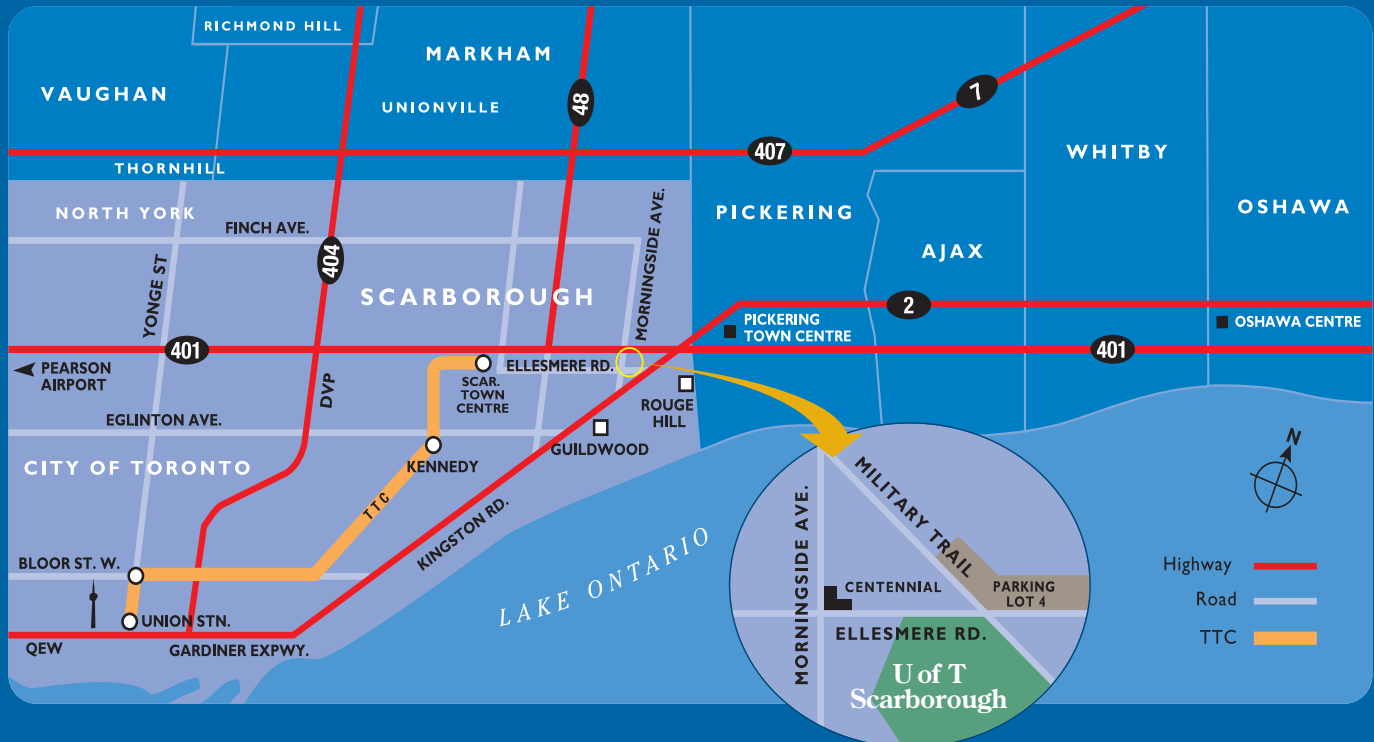 RICHMOND HILL
MARKHAM
VAUGHAN
UNIONVILLE
48
7
407
WHITBY
THORNHILL
NORTH YORK
PICKERING
OSHAWA
FINCH AVE.
MORNINGSIDE AVE.
404
AJAX
YONGE ST
SCARBOROUGH
2
PICKERING
TOWN CENTRE
OSHAWA CENTRE
401
401
PEARSON
AIRPORT
ELLESMERE RD.
SCAR.
TOWN
CENTRE
DVP
ROUGE
HILL
EGLINTON AVE.
GUILDWOOD
CITY OF TORONTO
KENNEDY
N
TTC
KINGSTON RD.
BLOOR ST. W.
LAKE ONTARIO
UNION STN.
QEW
GARDINER EXPWY.
MORNINGSIDE AVE.
MILITARY TRAIL
CENTENNIAL
PARKING
LOT 4
ELLESMERE RD.
U of T
Scarborough
Highway
Road
TTC